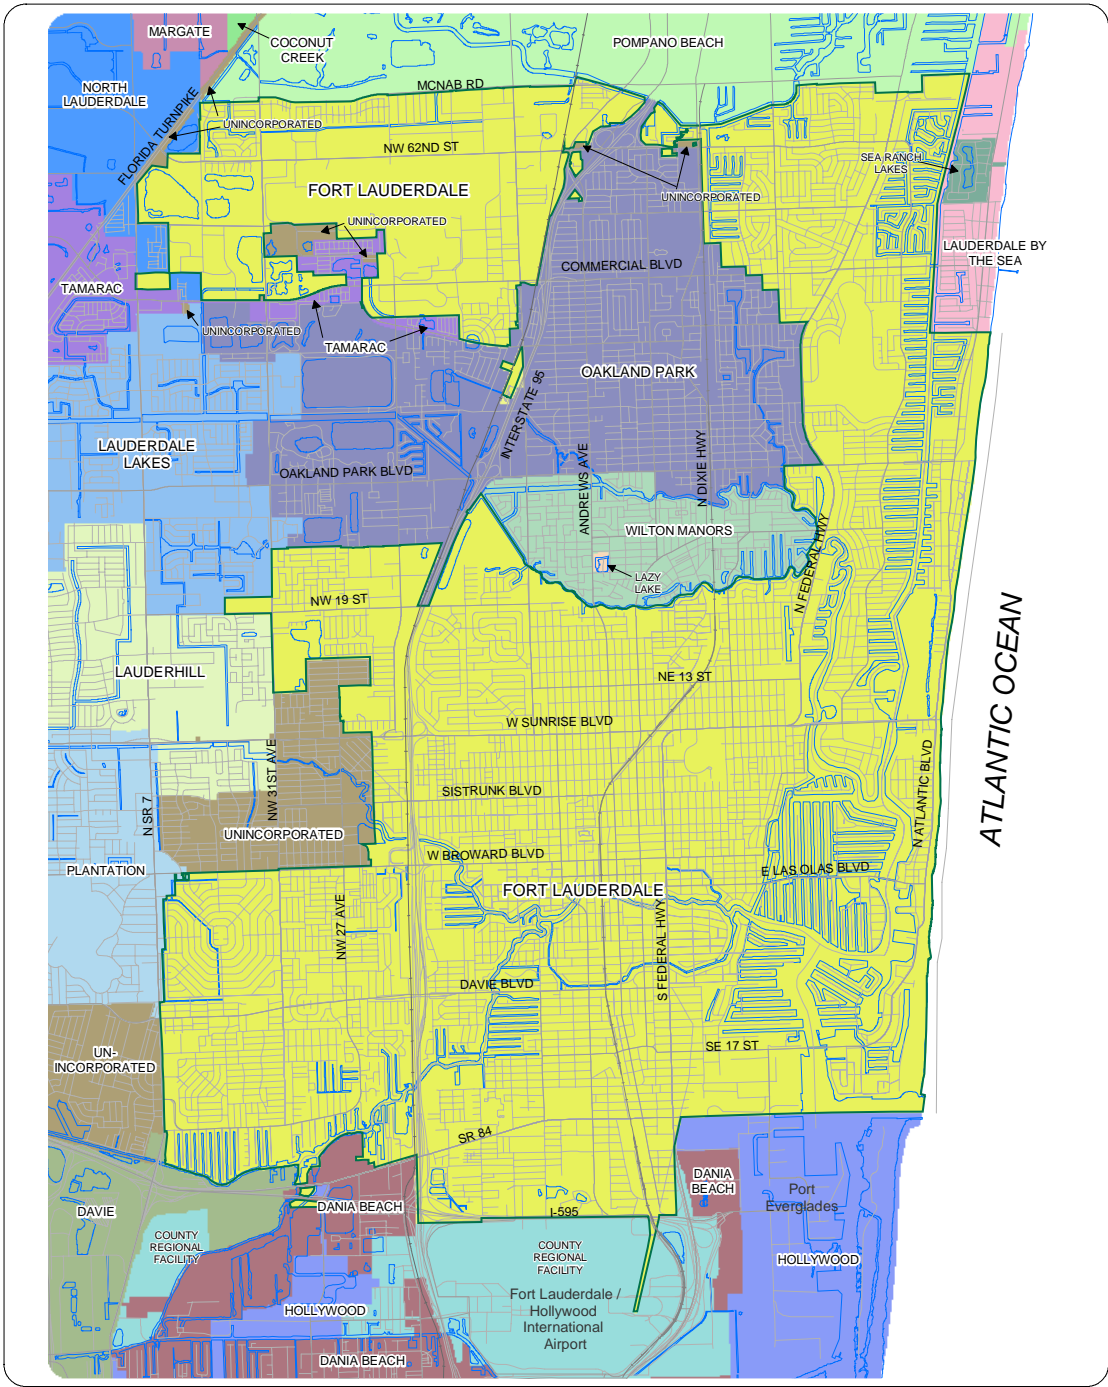 MARGATE
COCONUT
CREEK
POMPANO BEACH
NORTH
LAUDERDALE
MCNAB RD
FLORIDA TURNPIKE
UNINCORPORATED
NW 62ND ST
SEA RANCH
LAKES
FORT LAUDERDALE
UNINCORPORATED
UNINCORPORATED
LAUDERDALE BY
THE SEA
COMMERCIAL BLVD
TAMARAC
UNINCORPORATED
TAMARAC
OAKLAND PARK
INTERSTATE 95
LAUDERDALE
LAKES
OAKLAND PARK BLVD
ANDREWS AVE
N DIXIE HWY
WILTON MANORS
N FEDERAL HWY
LAZY
LAKE
NW 19 ST
ATLANTIC OCEAN
LAUDERHILL
NE 13 ST
W SUNRISE BLVD
NW 31ST AVE
N ATLANTIC BLVD
SISTRUNK BLVD
N SR 7
UNINCORPORATED
W BROWARD BLVD
PLANTATION
E LAS OLAS BLVD
FORT LAUDERDALE
NW 27 AVE
S FEDERAL HWY
DAVIE BLVD
SE 17 ST
UN-
INCORPORATED
SR 84
DANIA
BEACH
Port
Everglades
DAVIE
DANIA BEACH
I-595
COUNTY
REGIONAL
FACILITY
COUNTY
REGIONAL
FACILITY
HOLLYWOOD
Fort Lauderdale /
Hollywood
International
Airport
HOLLYWOOD
DANIA BEACH